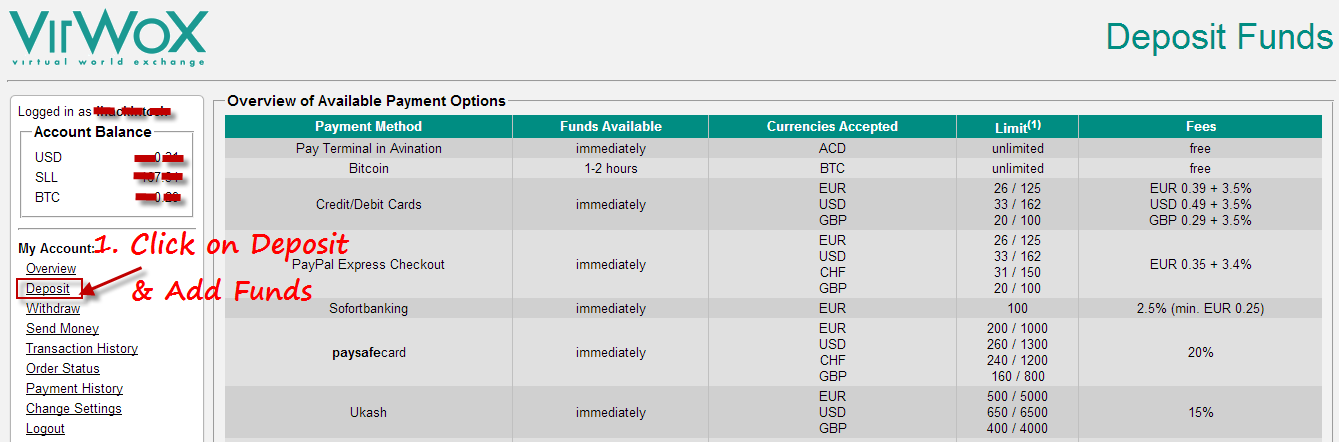 VirWoX
virtual world exchange
Deposit Funds
Logged in as
Account Balance
USD
SLL
BTC
My Account:
Overview
Deposit
Withdraw
Send Money
Transaction History
Order Status
Payment History
Change Settings
Logout
1. Click on Deposit
& Add Funds
Overview of Available Payment Options
Payment Method Funds Available Currencies Accepted Limit(1) Fees
Pay Terminal in Avination immediately ACD unlimited free
Bitcoin 1-2 hours BTC unlimited free
EUR 26 / 125 EUR 0.39 + 3.5%
Credit/Debit Cards immediately USD 33 / 162 USD 0.49 + 3.5%
GBP 20 / 100 GBP 0.29 + 3.5%
EUR 26 / 125
USD 33 / 162
PayPal Express Checkout immediately EUR 0.35 + 3.4%
CHF 31 / 150
GBP 20 / 100
Sofortbanking immediately EUR 100 2.5% (min. EUR 0.25)
EUR 200 / 1000
USD 260 / 1300
paysafecard immediately 20%
CHF 240 / 1200
GBP 160 / 800
EUR 500 / 5000
Ukash immediately USD 650 / 6500 15%
GBP 400 / 4000